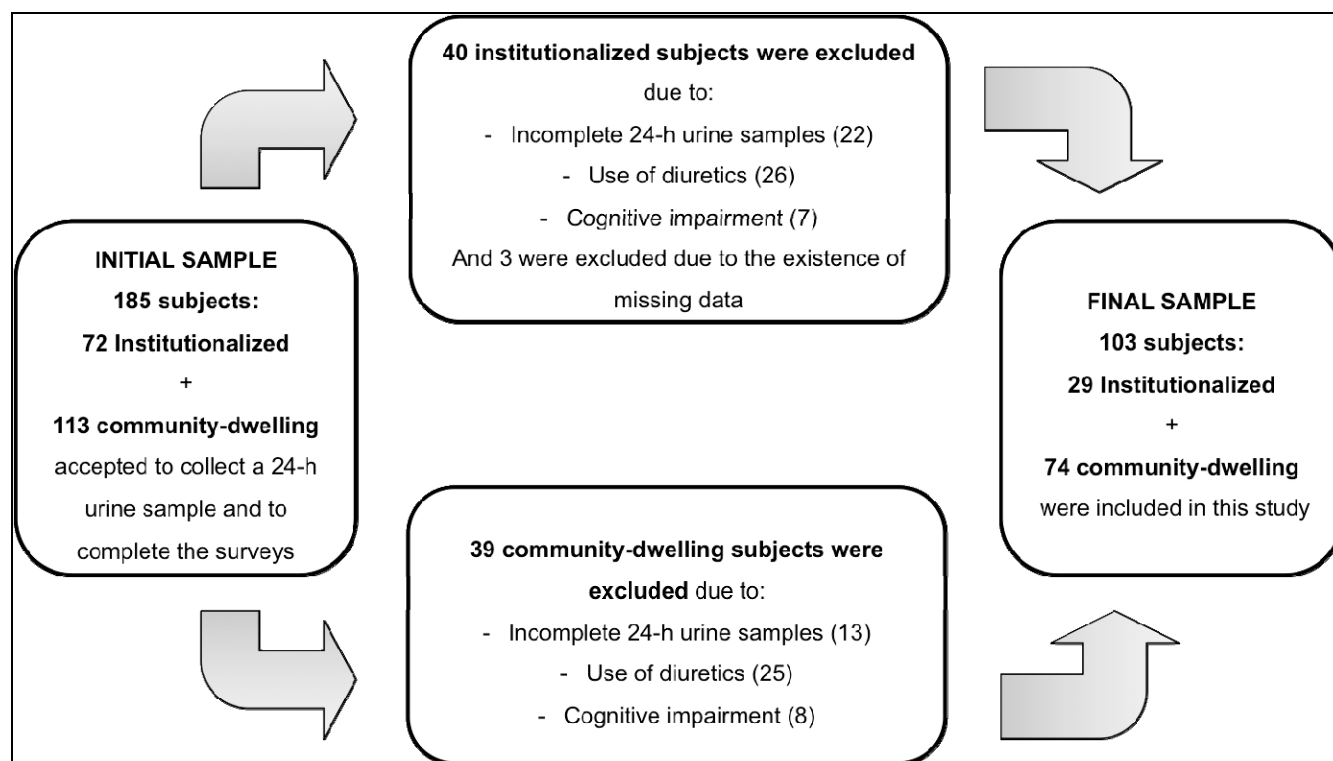 INITIAL SAMPLE
185 subjects:
72 Institutionalized
+
113 community-dwelling
accepted to collect a 24-h
urine sample and to
complete the surveys
40 institutionalized subjects were excluded
due to:
- Incomplete 24-h urine samples (22)
- Use of diuretics (26)
- Cognitive impairment (7)
And 3 were excluded due to the existence of
missing data
39 community-dwelling subjects were
excluded due to:
- Incomplete 24-h urine samples (13)
- Use of diuretics (25)
- Cognitive impairment (8)
FINAL SAMPLE
103 subjects:
29 Institutionalized
+
74 community-dwelling
were included in this study